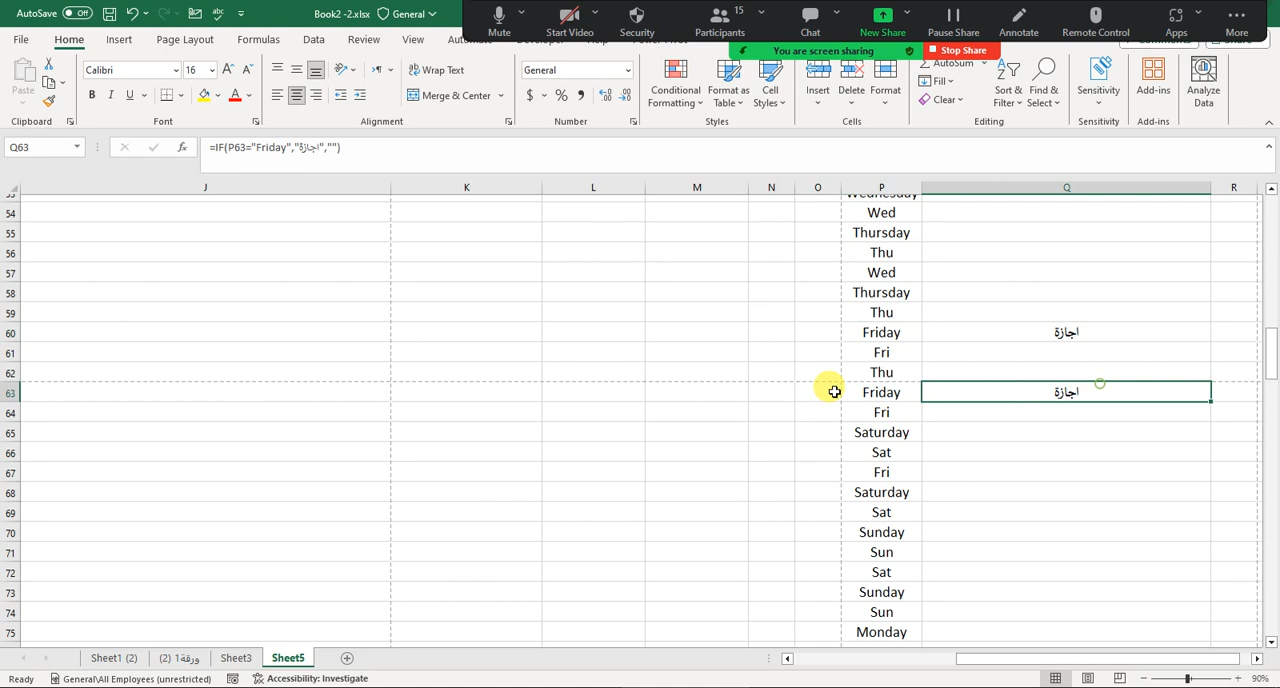 AutoSave Off
Book2 -2.xlsx General
Mute
Start Video
Security
Participants 15
Chat
New Share
Pause Share
Annotate
Remote Control
Apps
More
You are screen sharing Stop Share
File Home Insert Page Layout Formulas Data Review View
Paste
Calibri 16
B I U
Wrap Text
Merge & Center
General
Conditional Formatting
Format as Table
Cell Styles
Insert Delete Format
AutoSum
Fill
Clear
Sort & Filter
Find & Select
Sensitivity
Add-ins
Analyze Data
Clipboard Font Alignment Number Styles Cells Editing Sensitivity Add-ins
Q63 fx =IF(P63="Friday","اجازة","")
J K L M N O P Q R
Wednesday
54 Wed
55 Thursday
56 Thu
57 Wed
58 Thursday
59 Thu
60 Friday اجازة
61 Fri
62 Thu
63 Friday اجازة
64 Fri
65 Saturday
66 Sat
67 Fri
68 Saturday
69 Sat
70 Sunday
71 Sun
72 Sat
73 Sunday
74 Sun
75 Monday
Sheet1 (2) ورقة1 (2) Sheet3 Sheet5
Ready General\All Employees (unrestricted) Accessibility: Investigate 90%